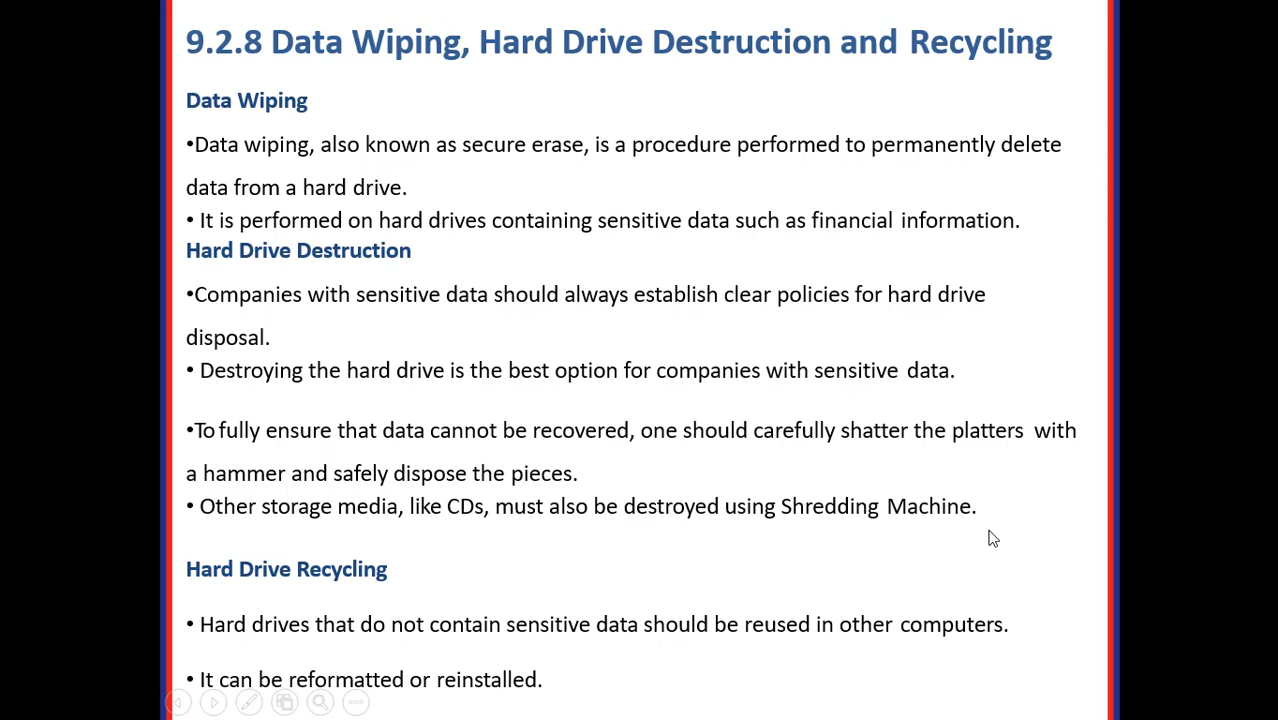 9.2.8 Data Wiping, Hard Drive Destruction and Recycling
Data Wiping
•Data wiping, also known as secure erase, is a procedure performed to permanently delete
data from a hard drive.
• It is performed on hard drives containing sensitive data such as financial information.
Hard Drive Destruction
•Companies with sensitive data should always establish clear policies for hard drive
disposal.
• Destroying the hard drive is the best option for companies with sensitive data.
•To fully ensure that data cannot be recovered, one should carefully shatter the platters with
a hammer and safely dispose the pieces.
• Other storage media, like CDs, must also be destroyed using Shredding Machine.
Hard Drive Recycling
• Hard drives that do not contain sensitive data should be reused in other computers.
• It can be reformatted or reinstalled.